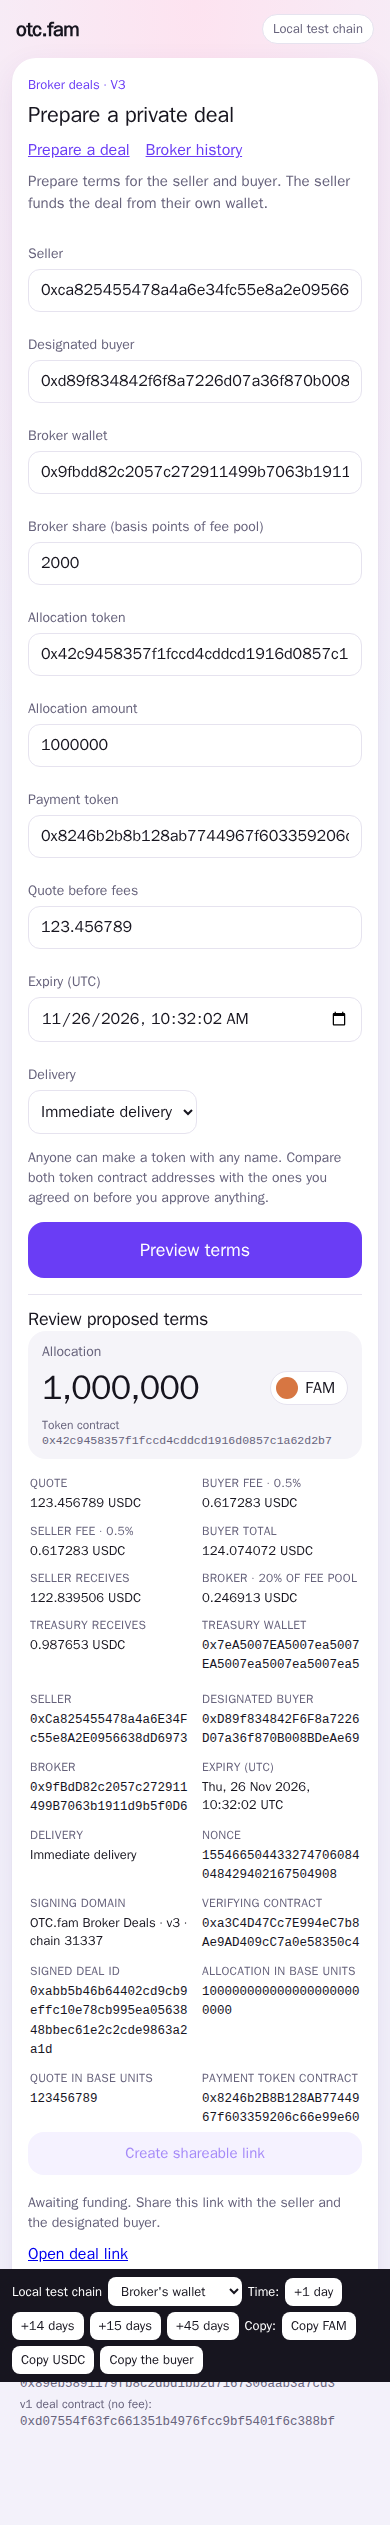 otc.fam
Local test chain
Broker deals · V3
Prepare a private deal
Prepare a deal Broker history
Prepare terms for the seller and buyer. The seller
funds the deal from their own wallet.
Seller
0xca825455478a4a6e34fc55e8a2e09566
Designated buyer
0xd89f834842f6f8a7226d07a36f870b008
Broker wallet
0x9fbdd82c2057c272911499b7063b1911
Broker share (basis points of fee pool)
2000
Allocation token
0x42c9458357f1fccd4cddcd1916d0857c1
Allocation amount
1000000
Payment token
0x8246b2b8b128ab7744967f603359206c
Quote before fees
123.456789
Expiry (UTC)
11/26/2026, 10:32:02 AM
Delivery
Immediate delivery
Anyone can make a token with any name. Compare
both token contract addresses with the ones you
agreed on before you approve anything.
Preview terms
Review proposed terms
Allocation
1,000,000 FAM
Token contract
0x42c9458357f1fccd4cddcd1916d0857c1a62d2b7
QUOTE BUYER FEE · 0.5%
123.456789 USDC 0.617283 USDC
SELLER FEE · 0.5% BUYER TOTAL
0.617283 USDC 124.074072 USDC
SELLER RECEIVES BROKER · 20% OF FEE POOL
122.839506 USDC 0.246913 USDC
TREASURY RECEIVES TREASURY WALLET
0.987653 USDC 0x7eA5007EA5007ea5007
EA5007ea5007ea5007ea5
SELLER DESIGNATED BUYER
0xCa825455478a4a6E34F 0xD89f834842F6F8a7226
c55e8A2E0956638dD6973 D07a36f870B008BDeAe69
BROKER EXPIRY (UTC)
0x9fBdD82c2057c272911 Thu, 26 Nov 2026,
499B7063b1911d9b5f0D6 10:32:02 UTC
DELIVERY NONCE
Immediate delivery 155466504433274706084
048429402167504908
SIGNING DOMAIN VERIFYING CONTRACT
OTC.fam Broker Deals · v3 · 0xa3C4D47Cc7E994eC7b8
chain 31337 Ae9AD409cC7a0e58350c4
SIGNED DEAL ID ALLOCATION IN BASE UNITS
0xabb5b46b64402cd9cb9 100000000000000000000
effc10e78cb995ea05638 0000
48bbec61e2c2cde9863a2
a1d
QUOTE IN BASE UNITS PAYMENT TOKEN CONTRACT
123456789 0x8246b2B8B128AB77449
67f603359206c66e99e60
Create shareable link
Awaiting funding. Share this link with the seller and
the designated buyer.
Open deal link
Local test chain Broker's wallet Time: +1 day
+14 days +15 days +45 days Copy: Copy FAM
Copy USDC Copy the buyer
v1 deal contract (no fee):
0xd07554f63fc661351b4976fcc9bf5401f6c388bf